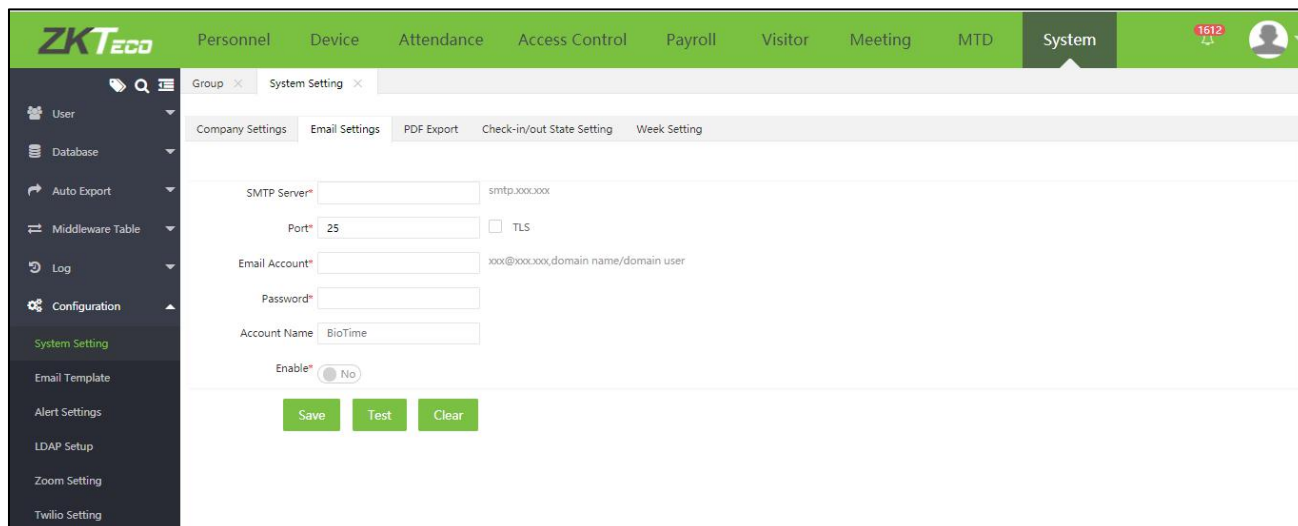 ZKTECO Personnel Device Attendance Access Control Payroll Visitor Meeting MTD System 1612
Group System Setting
User
Company Settings Email Settings PDF Export Check-in/out State Setting Week Setting
Database
Auto Export
SMTP Server* smtp.xxx.xxx
Middleware Table
Port* 25 TLS
Log
Email Account* xxx@xxx.xxx,domain name/domain user
Configuration
Password*
System Setting
Account Name BioTime
Email Template
Enable* No
Alert Settings
Save Test Clear
LDAP Setup
Zoom Setting
Twilio Setting